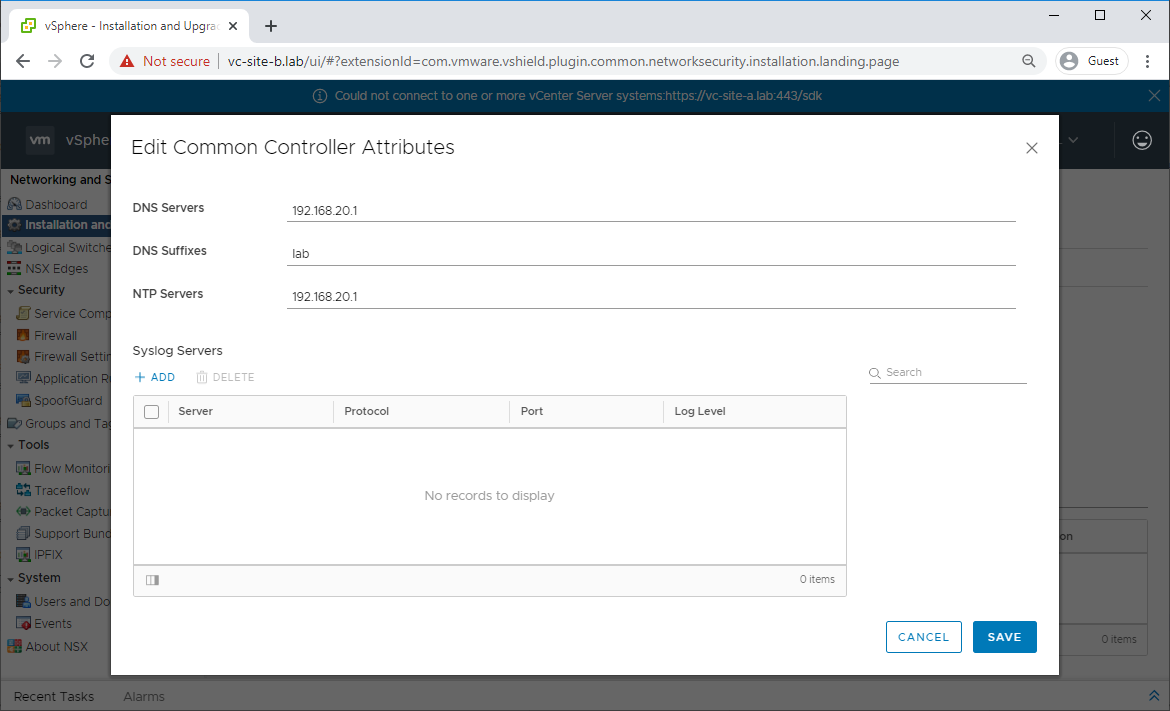 vSphere - Installation and Upgra
Not secure
vc-site-b.lab/ui/#?extensionId=com.vmware.vshield.plugin.common.networksecurity.installation.landing.page
Guest
Could not connect to one or more vCenter Server systems:https://vc-site-a.lab:443/sdk
vm
vSphe
Edit Common Controller Attributes
Networking and S
Dashboard
Installation and
Logical Switche
NSX Edges
Security
Service Comp
Firewall
Firewall Settin
Application Ru
SpoofGuard
Groups and Tag
Tools
Flow Monitori
Traceflow
Packet Captu
Support Bund
IPFIX
System
Users and Do
Events
About NSX
DNS Servers
192.168.20.1
DNS Suffixes
lab
NTP Servers
192.168.20.1
Syslog Servers
ADD
DELETE
Search
Server
Protocol
Port
Log Level
No records to display
0 items
CANCEL
SAVE
on
0 items
Recent Tasks
Alarms